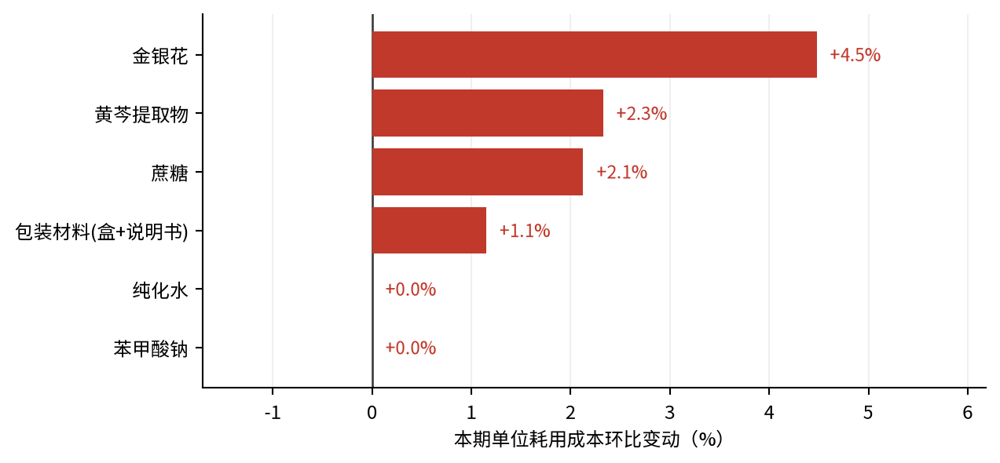 金银花
+4.5%
黄芩提取物
+2.3%
蔗糖
+2.1%
包装材料(盒+说明书)
+1.1%
纯化水
+0.0%
苯甲酸钠
+0.0%
-1 0 1 2 3 4 5 6
本期单位耗用成本环比变动（%）